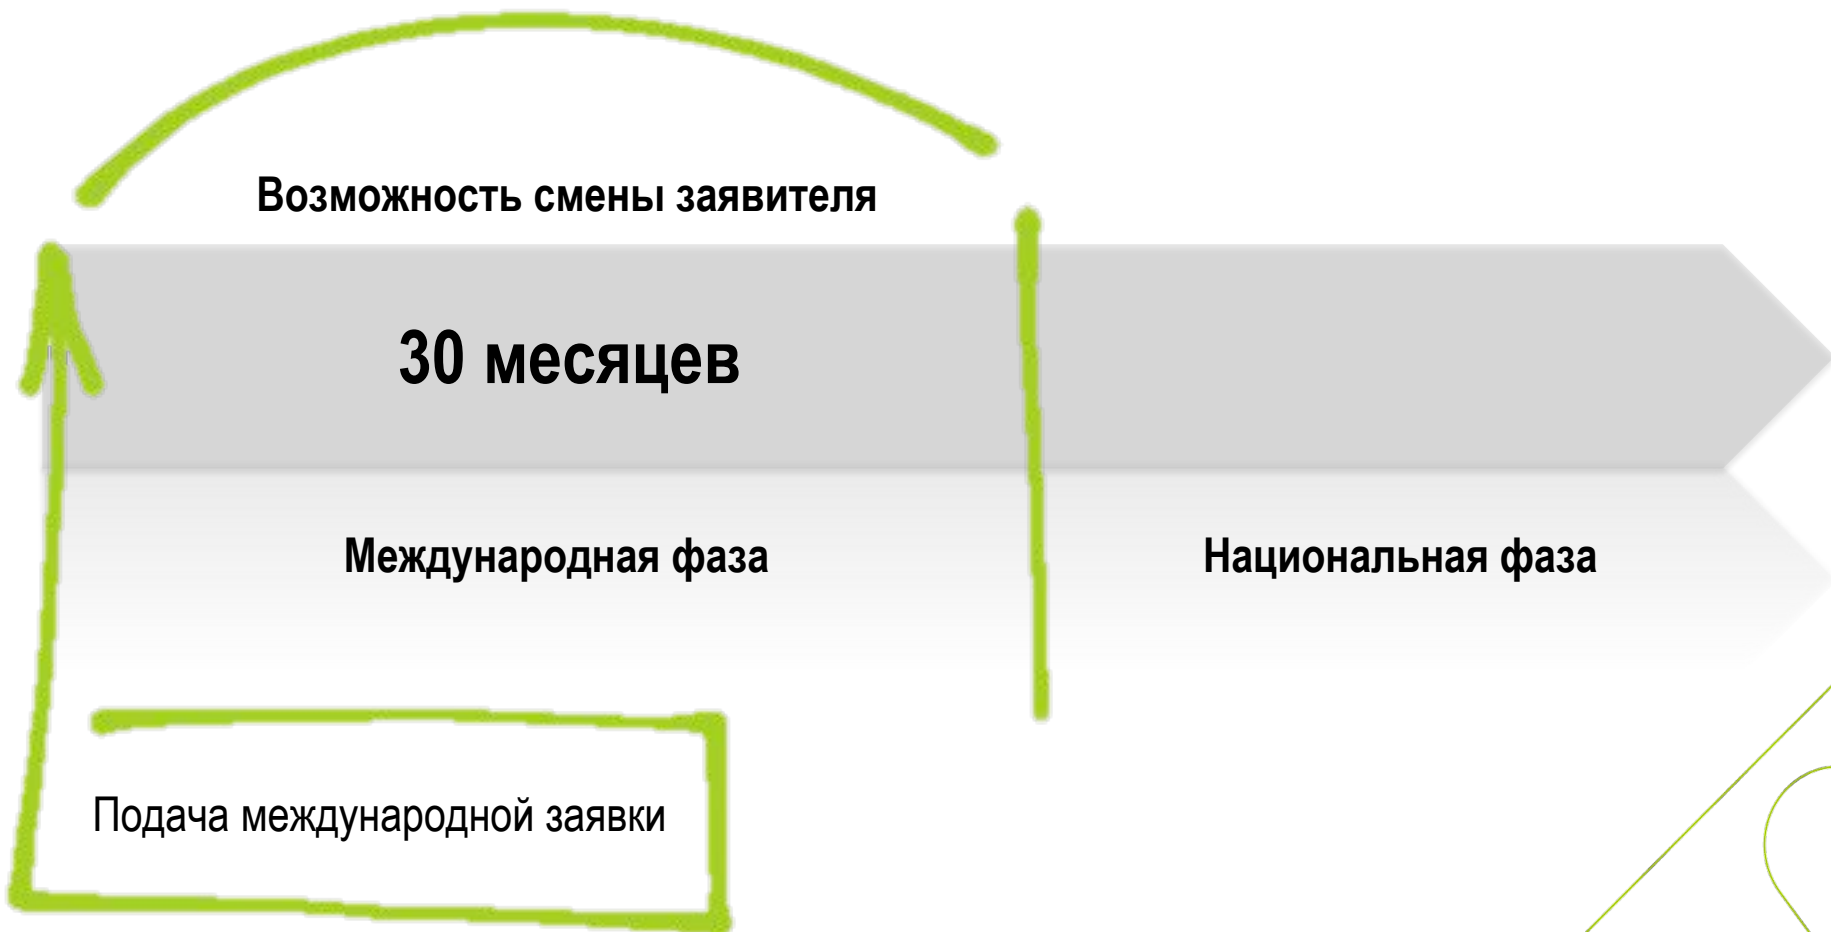 Возможность смены заявителя
30 месяцев
Международная фаза
Национальная фаза
Подача международной заявки